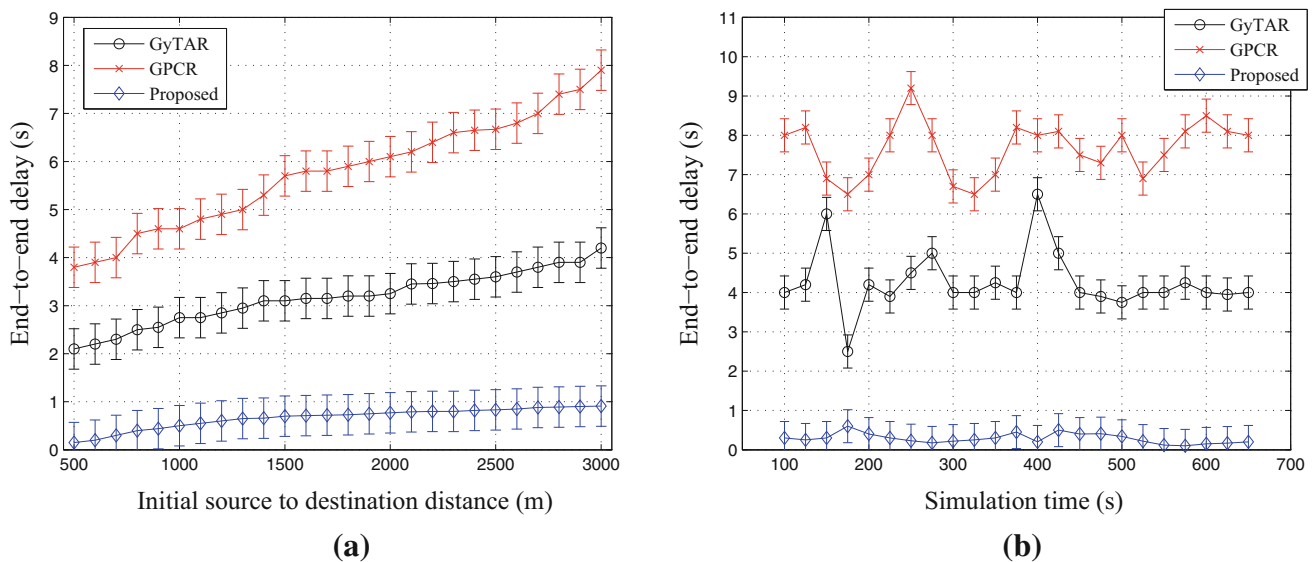 9
8
7
6
5
4
3
2
1
0
End−to−end delay (s)
GyTAR
GPCR
Proposed
500
1000
1500
2000
2500
3000
Initial source to destination distance (m)
(a)
11
10
9
8
7
6
5
4
3
2
1
0
End−to−end delay (s)
GyTAR
GPCR
Proposed
100
200
300
400
500
600
700
Simulation time (s)
(b)